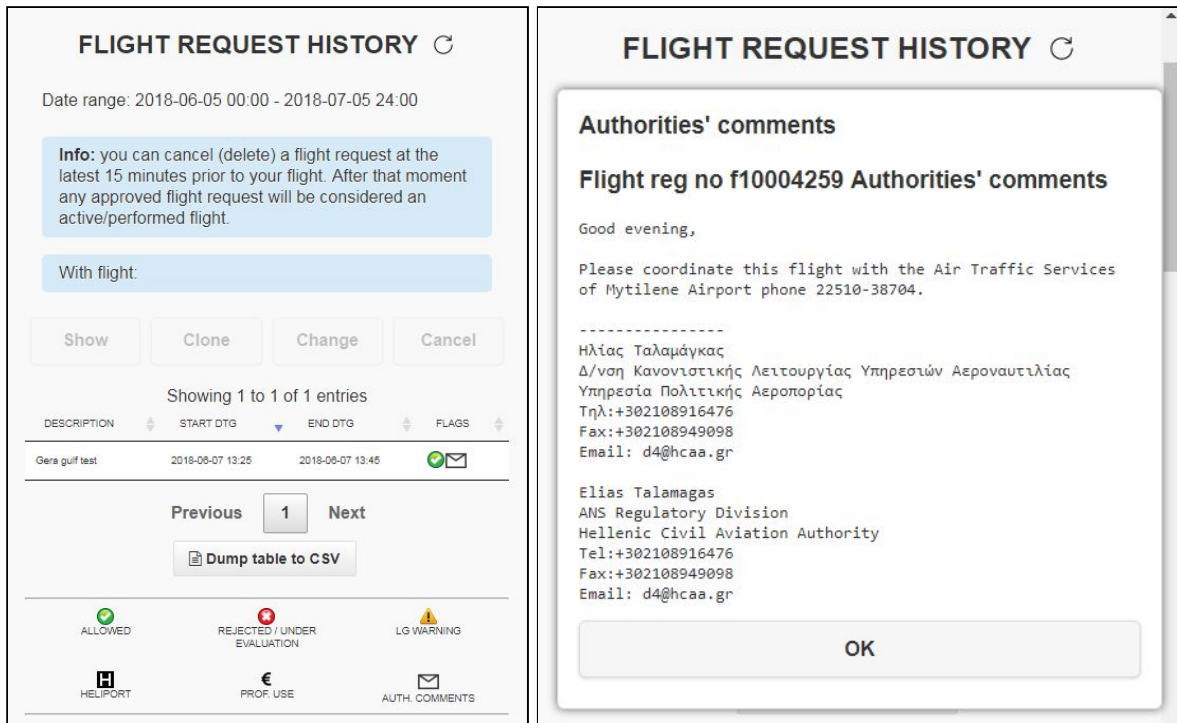 FLIGHT REQUEST HISTORY
Date range: 2018-06-05 00:00 - 2018-07-05 24:00
Info: you can cancel (delete) a flight request at the
latest 15 minutes prior to your flight. After that moment
any approved flight request will be considered an
active/performed flight.
With flight:
Show Clone Change Cancel
Showing 1 to 1 of 1 entries
DESCRIPTION START DTG END DTG FLAGS
Gera gulf test 2018-06-07 13:25 2018-06-07 13:45
Previous 1 Next
Dump table to CSV
ALLOWED
REJECTED / UNDER
EVALUATION
LG WARNING
H
HELIPORT
€
PROF. USE
AUTH. COMMENTS
FLIGHT REQUEST HISTORY
Authorities' comments
Flight reg no f10004259 Authorities' comments
Good evening,
Please coordinate this flight with the Air Traffic Services
of Mytilene Airport phone 22510-38704.
----------------
Ηλίας Ταλαμάγκας
Δ/νση Κανονιστικής Λειτουργίας Υπηρεσιών Αεροναυτιλίας
Υπηρεσία Πολιτικής Αεροπορίας
Τηλ:+302108916476
Fax:+302108949098
Email: d4@hcaa.gr
Elias Talamagas
ANS Regulatory Division
Hellenic Civil Aviation Authority
Tel:+302108916476
Fax:+302108949098
Email: d4@hcaa.gr
OK